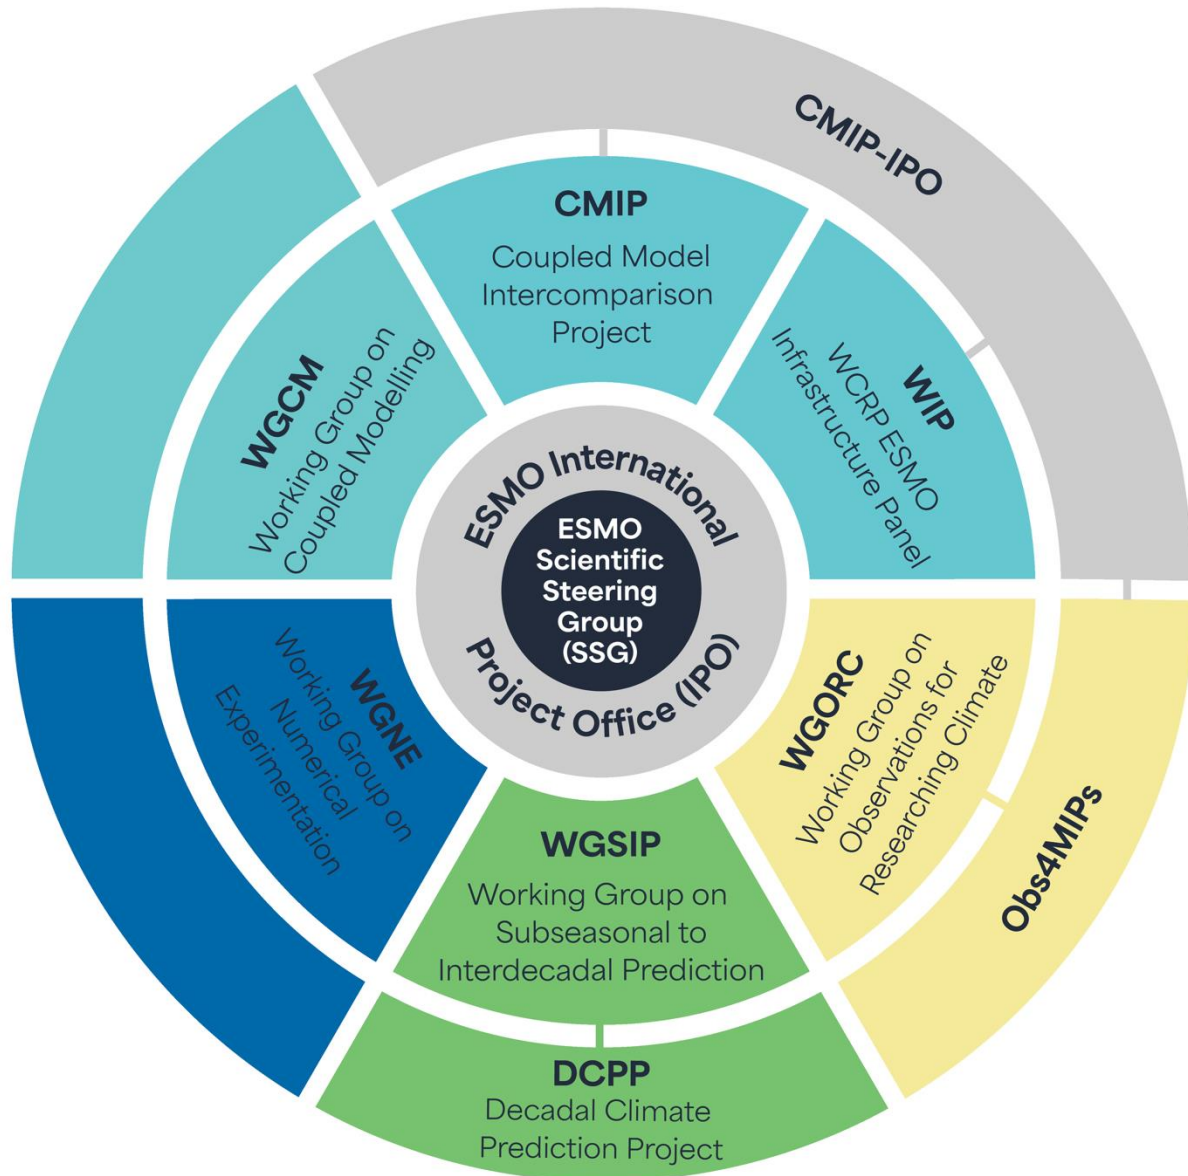 CMIP-IPO
CMIP
Coupled Model
Intercomparison
Project
WIP
WCRP ESMO
Infrastructure Panel
WGCM
Working Group on
Coupled Modelling
ESMO International
Project Office (IPO)
ESMO
Scientific
Steering
Group
(SSG)
WGNE
Working Group on
Numerical
Experimentation
WGORC
Working Group on
Observations for
Researching Climate
Obs4MIPs
WGSIP
Working Group on
Subseasonal to
Interdecadal Prediction
DCPP
Decadal Climate
Prediction Project